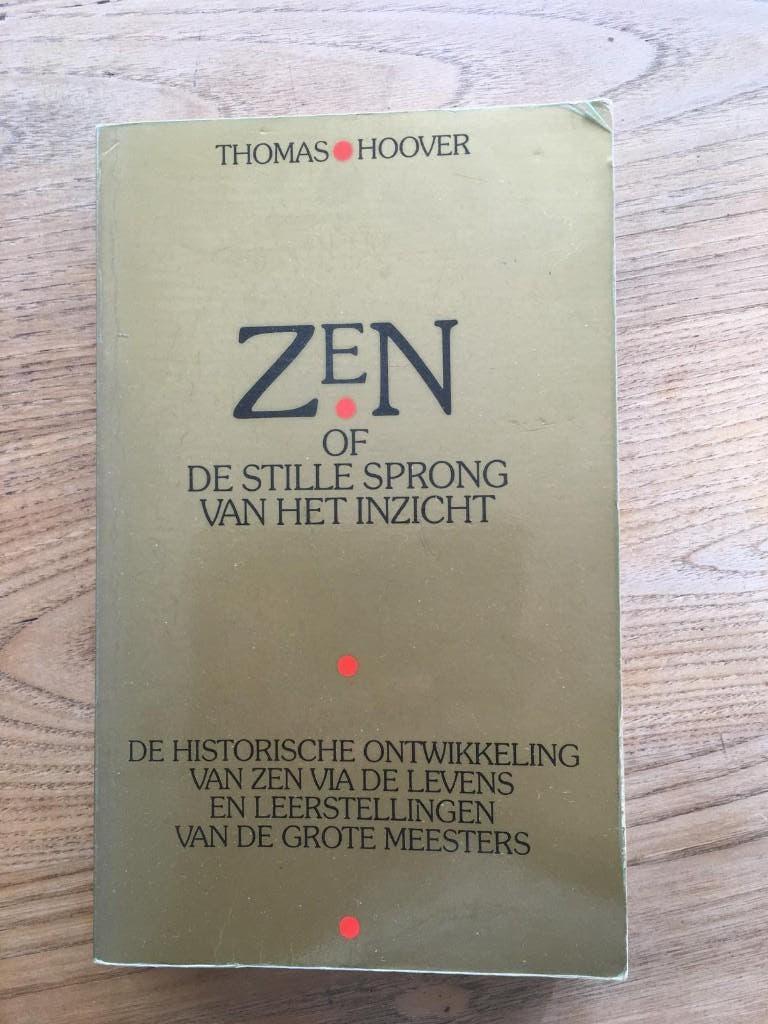 THOMAS HOOVER
ZEN
OF
DE STILLE SPRONG
VAN HET INZICHT
DE HISTORISCHE ONTWIKKELING
VAN ZEN VIA DE LEVENS
EN LEERSTELLINGEN
VAN DE GROTE MEESTERS